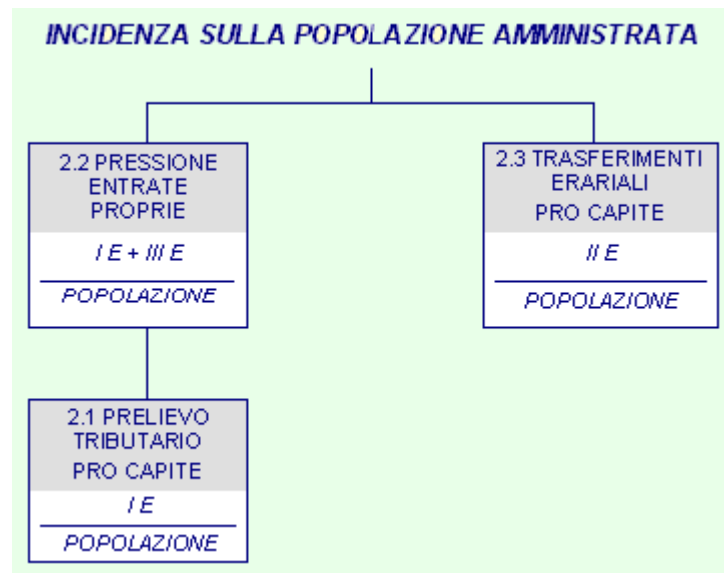 INCIDENZA SULLA POPOLAZIONE AMMINISTRATA
2.2 PRESSIONE
ENTRATE
PROPRIE
I E + III E
POPOLAZIONE
2.3 TRASFERIMENTI
ERARIALI
PRO CAPITE
II E
POPOLAZIONE
2.1 PRELIEVO
TRIBUTARIO
PRO CAPITE
I E
POPOLAZIONE